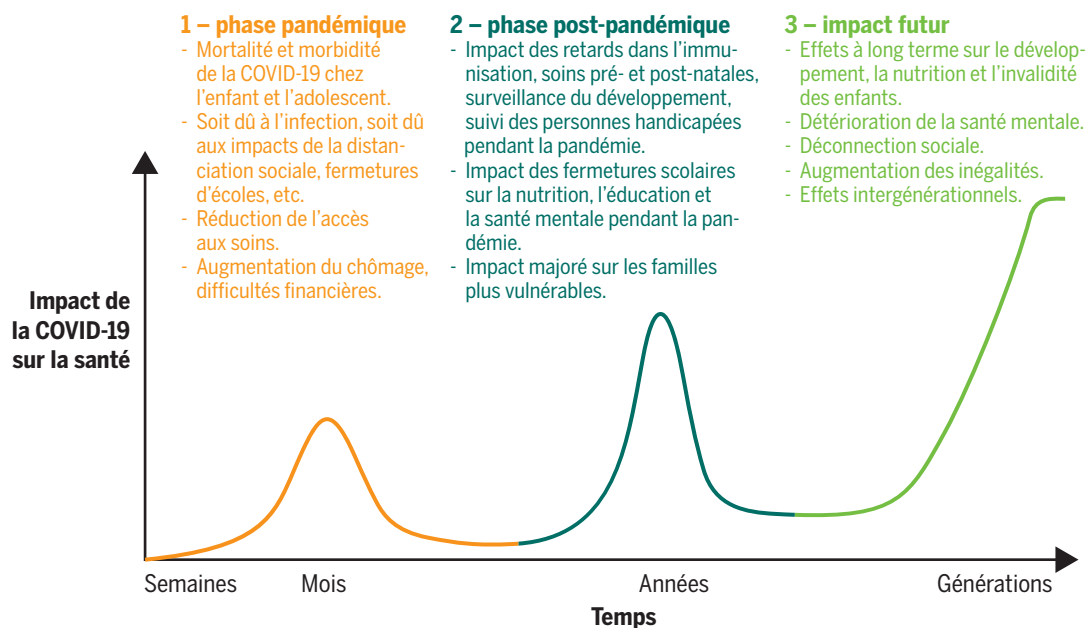 1 – phase pandémique
- Mortalité et morbidité
de la COVID-19 chez
l’enfant et l’adolescent.
- Soit dû à l’infection, soit dû
aux impacts de la distan-
ciation sociale, fermetures
d’écoles, etc.
- Réduction de l’accès
aux soins.
- Augmentation du chômage,
difficultés financières.
2 – phase post-pandémique
- Impact des retards dans l’immu-
nisation, soins pré- et post-natales,
surveillance du développement,
suivi des personnes handicapées
pendant la pandémie.
- Impact des fermetures scolaires
sur la nutrition, l’éducation et
la santé mentale pendant la pan-
démie.
- Impact majoré sur les familles
plus vulnérables.
3 – impact futur
- Effets à long terme sur le dévelop-
pement, la nutrition et l’invalidité
des enfants.
- Détérioration de la santé mentale.
- Déconnection sociale.
- Augmentation des inégalités.
- Effets intergénérationnels.
Impact de
la COVID-19
sur la santé
Semaines
Mois
Années
Générations
Temps